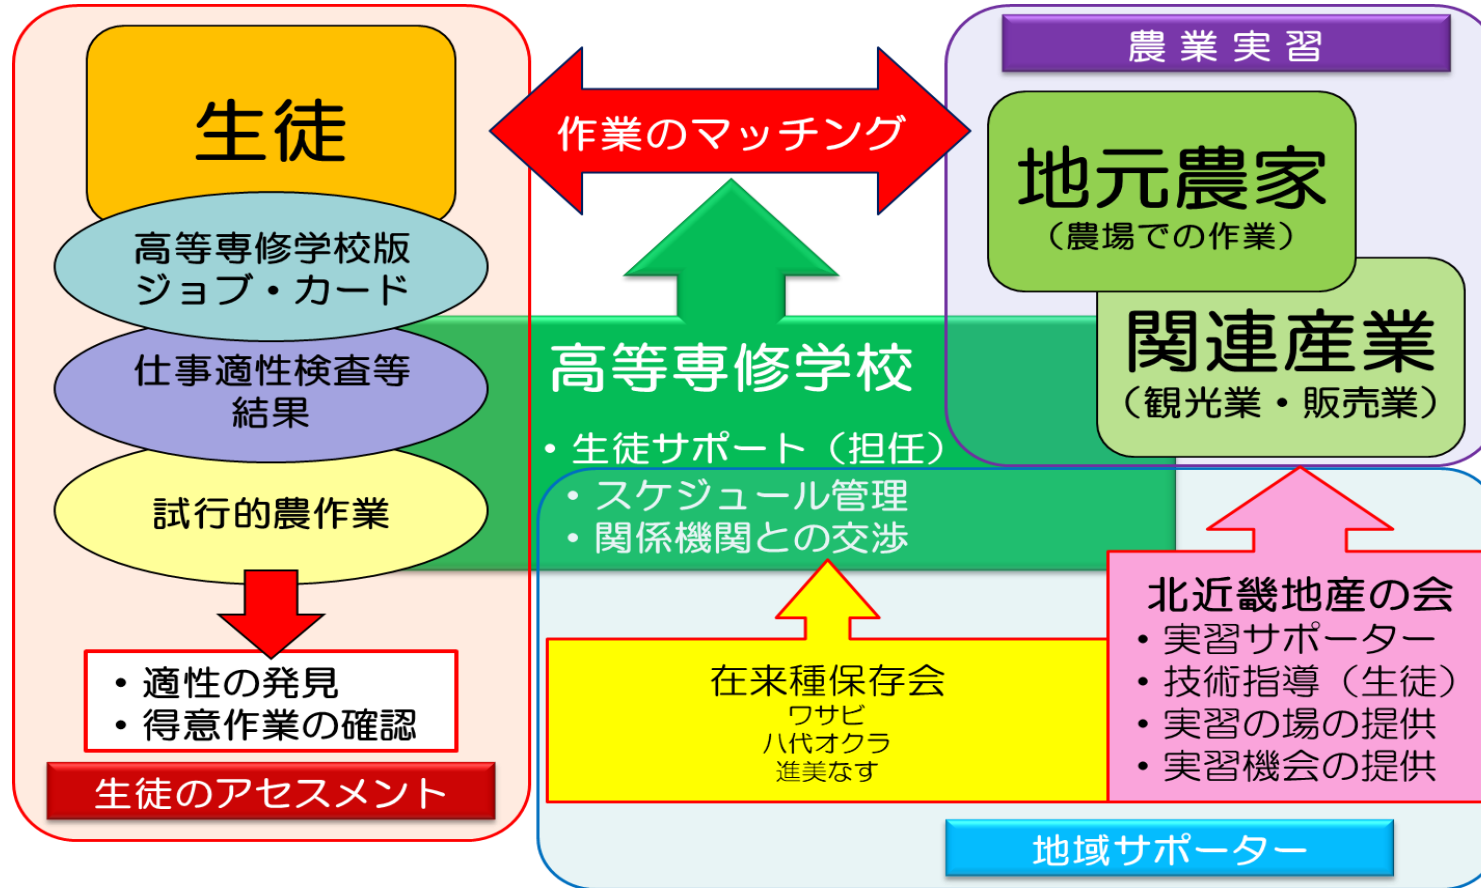 生徒
高等専修学校版
ジョブ・カード
仕事適性検査等
結果
試行的農作業
・適性の発見
・得意作業の確認
生徒のアセスメント
作業のマッチング
高等専修学校
・生徒サポート（担任）
・スケジュール管理
・関係機関との交渉
農業実習
地元農家
（農場での作業）
関連産業
（観光業・販売業）
在来種保存会
ワサビ
八代オクラ
進美なす
北近畿地産の会
・実習サポーター
・技術指導（生徒）
・実習の場の提供
・実習機会の提供
地域サポーター